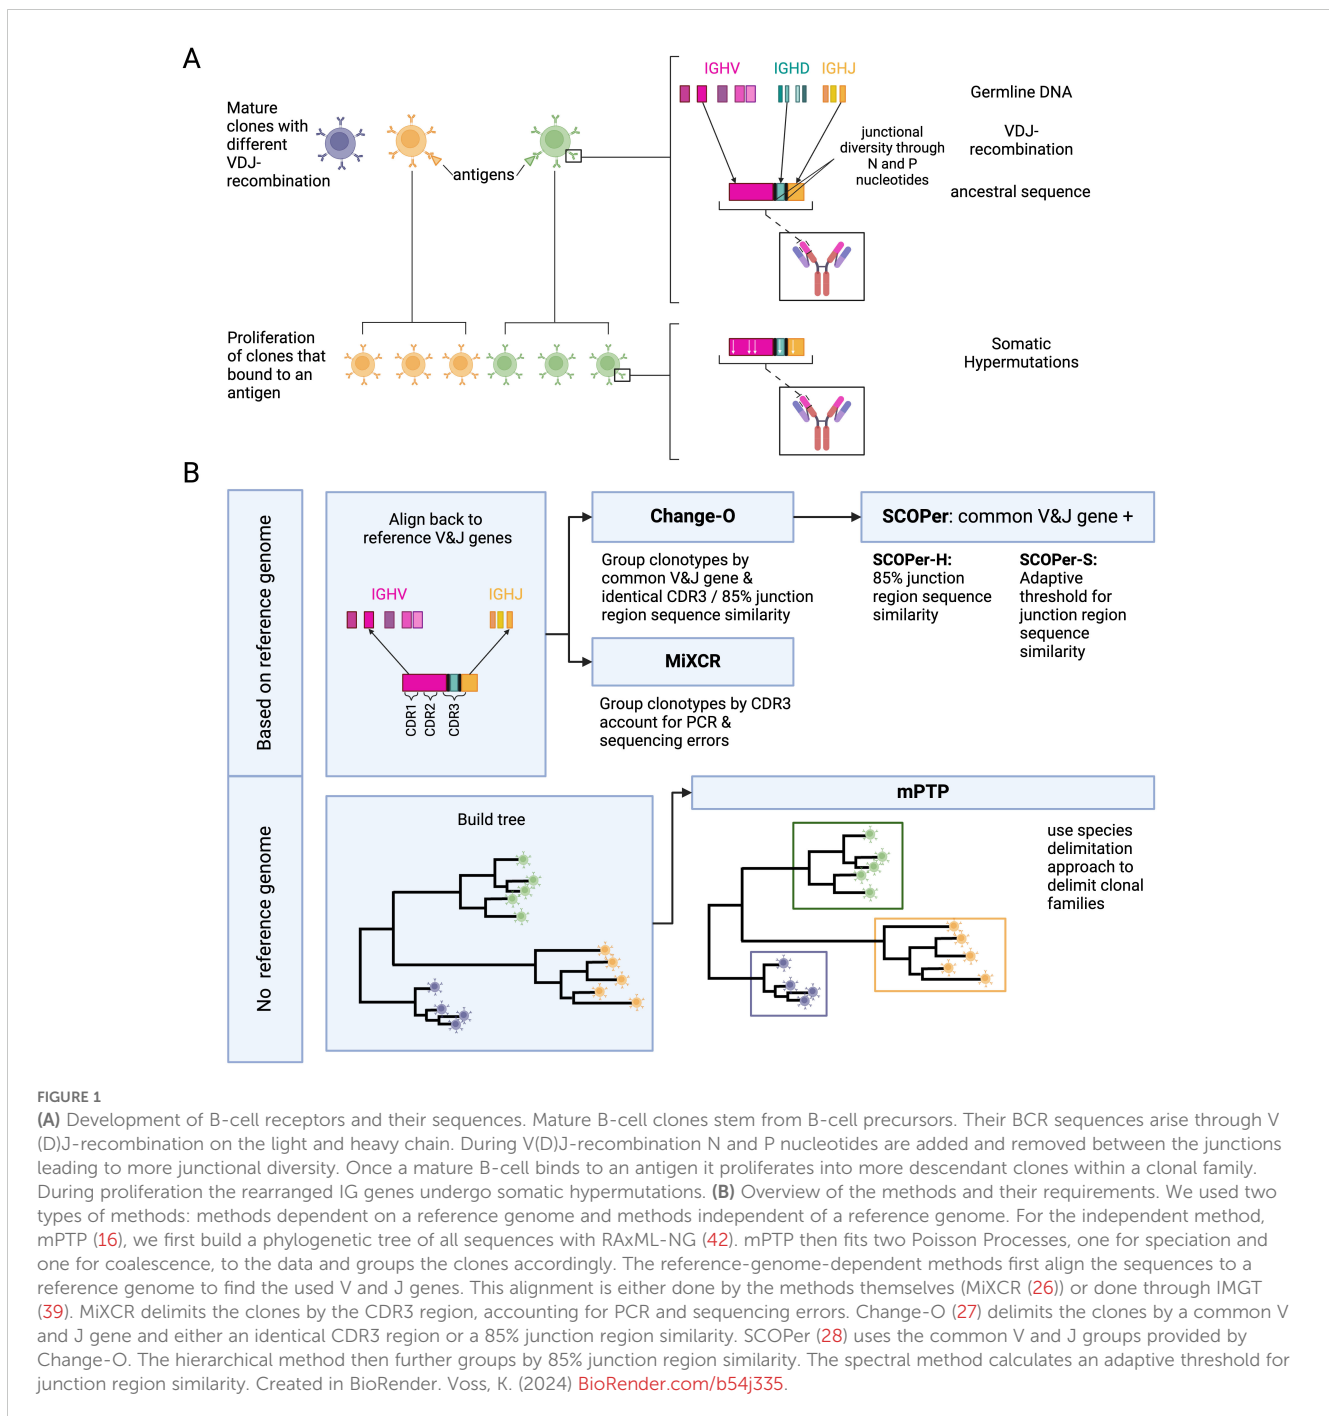 A
Mature
clones with
different
VDJ-
recombination
antigens
IGHV
IGHD
IGHJ
Germline DNA
junctional
diversity through
N and P
nucleotides
VDJ-
recombination
ancestral sequence
Proliferation
of clones that
bound to an
antigen
Somatic
Hypermutations
B
Based on reference genome
Align back to
reference V&J genes
IGHV
IGHJ
CDR1
CDR2
CDR3
Change-O
Group clonotypes by
common V&J gene &
identical CDR3 / 85% junction
region sequence similarity
SCOPer: common V&J gene +
SCOPer-H:
85% junction
region sequence
similarity
SCOPer-S:
Adaptive
threshold for
junction region
sequence
similarity
MiXCR
Group clonotypes by CDR3
account for PCR &
sequencing errors
No reference genome
Build tree
mPTP
use species
delimitation
approach to
delimit clonal
families
FIGURE 1
(A) Development of B-cell receptors and their sequences. Mature B-cell clones stem from B-cell precursors. Their BCR sequences arise through V
(D)J-recombination on the light and heavy chain. During V(D)J-recombination N and P nucleotides are added and removed between the junctions
leading to more junctional diversity. Once a mature B-cell binds to an antigen it proliferates into more descendant clones within a clonal family.
During proliferation the rearranged IG genes undergo somatic hypermutations. (B) Overview of the methods and their requirements. We used two
types of methods: methods dependent on a reference genome and methods independent of a reference genome. For the independent method,
mPTP (16), we first build a phylogenetic tree of all sequences with RAxML-NG (42). mPTP then fits two Poisson Processes, one for speciation and
one for coalescence, to the data and groups the clones accordingly. The reference-genome-dependent methods first align the sequences to a
reference genome to find the used V and J genes. This alignment is either done by the methods themselves (MiXCR (26)) or done through IMGT
(39). MiXCR delimits the clones by the CDR3 region, accounting for PCR and sequencing errors. Change-O (27) delimits the clones by a common V
and J gene and either an identical CDR3 region or a 85% junction region similarity. SCOPer (28) uses the common V and J groups provided by
Change-O. The hierarchical method then further groups by 85% junction region similarity. The spectral method calculates an adaptive threshold for
junction region similarity. Created in BioRender. Voss, K. (2024) BioRender.com/b54j335.